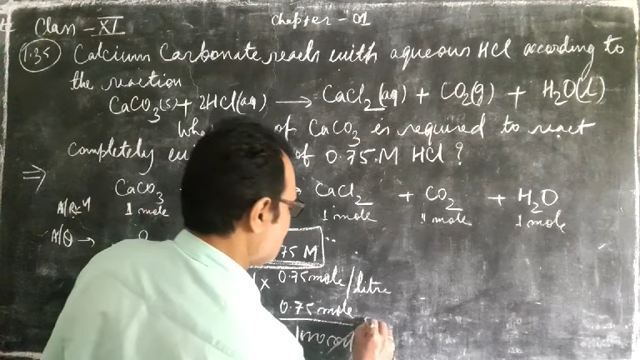 Class - XI Chapter - 01
1.35 Calcium Carbonate reacts with aqueous HCl according to
the reaction
CaCO3(s) + 2HCl(aq) → CaCl2(aq) + CO2(g) + H2O(l)
of CaCO3 is required to react
completely of 0.75 M HCl?
⇒ CaCO3 → CaCl2 + CO2 + H2O
1 mole 1 mole 1 mole 1 mole
A/Q →
75 M
× 0.75 mole/litre
0.75 mole